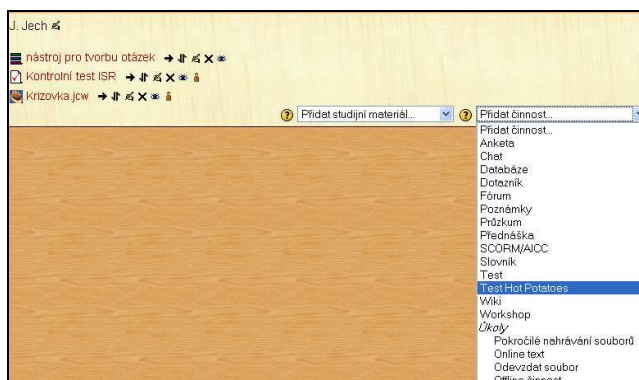 J. Jech
nástroj pro tvorbu otázek
Kontrolní test ISR
Krizovka.jcw
Přidat studijní materiál...
Přidat činnost...
Přidat činnost...
Anketa
Chat
Databáze
Dotazník
Fórum
Poznámky
Průzkum
Přednáška
SCORM/AICC
Slovník
Test
Test Hot Potatoes
Wiki
Workshop
Úkoly
Pokročilé nahrávání souborů
Online text
Odevzdat soubor
Offline činnost